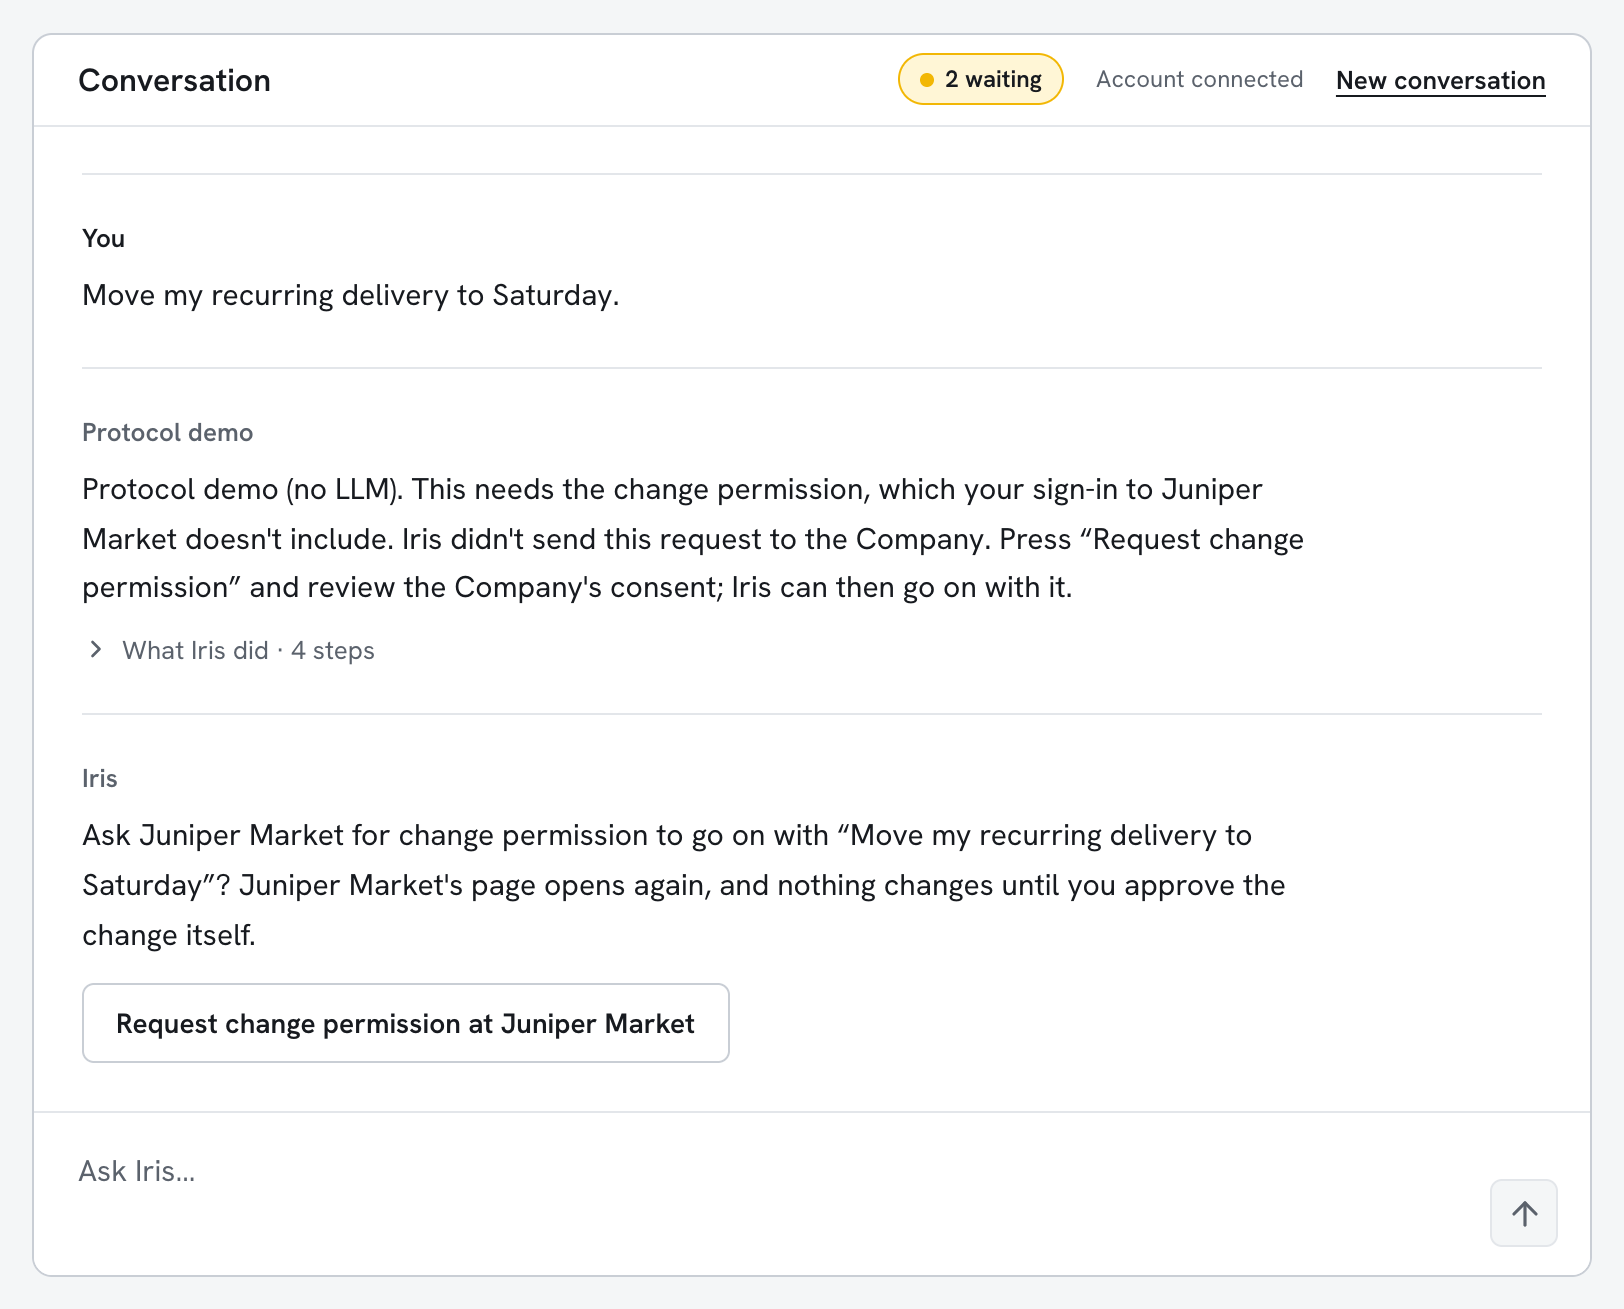 Conversation
2 waiting
Account connected
New conversation
You
Move my recurring delivery to Saturday.
Protocol demo
Protocol demo (no LLM). This needs the change permission, which your sign-in to Juniper
Market doesn't include. Iris didn't send this request to the Company. Press “Request change
permission” and review the Company's consent; Iris can then go on with it.
What Iris did · 4 steps
Iris
Ask Juniper Market for change permission to go on with “Move my recurring delivery to
Saturday”? Juniper Market's page opens again, and nothing changes until you approve the
change itself.
Request change permission at Juniper Market
Ask Iris...